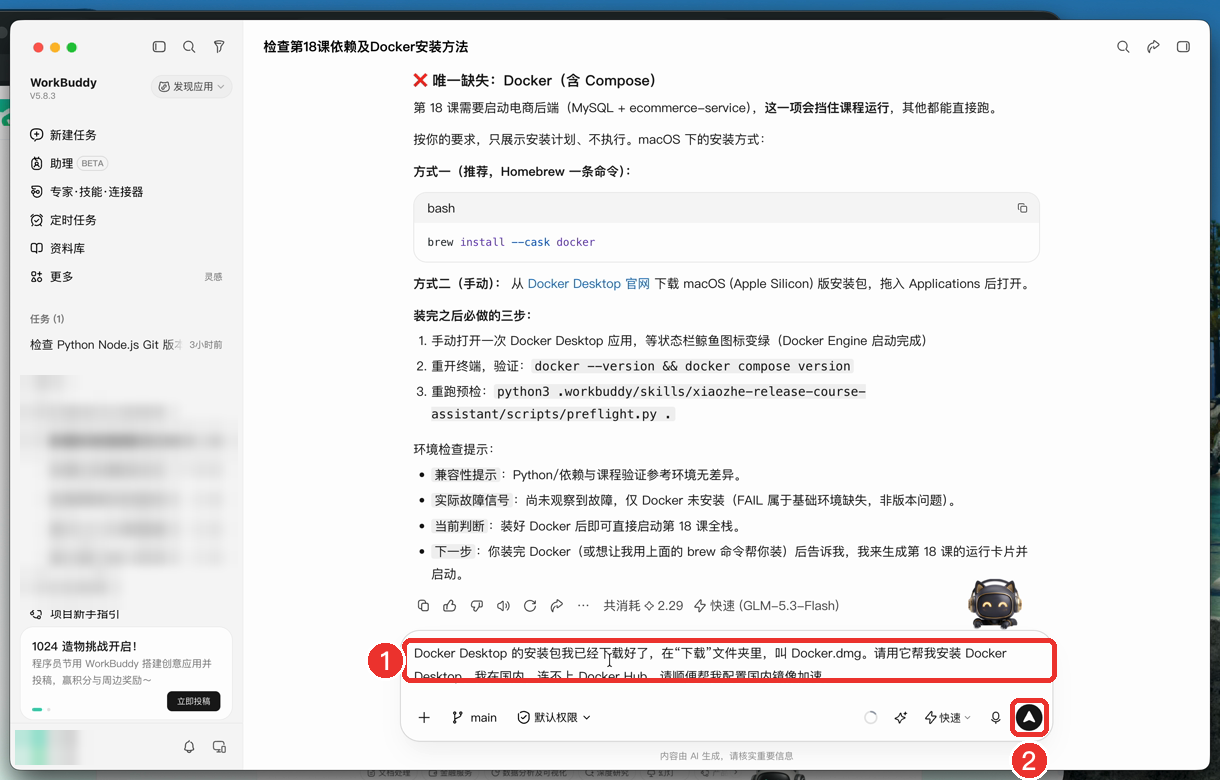 检查第18课依赖及Docker安装方法
WorkBuddy
V5.8.3
发现应用
新建任务
助理 BETA
专家·技能·连接器
定时任务
资料库
更多 灵感
任务 (1)
检查 Python Node.js Git 版 3小时前
项目新手指引
1024 造物挑战开启！
程序员节用 WorkBuddy 搭建创意应用并
投稿，赢积分与周边奖励～
立即投稿
❌ 唯一缺失：Docker（含 Compose）
第 18 课需要启动电商后端（MySQL + ecommerce-service），这一项会挡住课程运行，其他都能直接跑。
按你的要求，只展示安装计划、不执行。macOS 下的安装方式：
方式一（推荐，Homebrew 一条命令）：
bash
brew install --cask docker
方式二（手动）： 从 Docker Desktop 官网 下载 macOS (Apple Silicon) 版安装包，拖入 Applications 后打开。
装完之后必做的三步：
1. 手动打开一次 Docker Desktop 应用，等状态栏鲸鱼图标变绿（Docker Engine 启动完成）
2. 重开终端，验证： docker --version && docker compose version
3. 重跑预检： python3 .workbuddy/skills/xiaozhe-release-course-
assistant/scripts/preflight.py .
环境检查提示：
• 兼容性提示 ：Python/依赖与课程验证参考环境无差异。
• 实际故障信号 ：尚未观察到故障，仅 Docker 未安装（FAIL 属于基础环境缺失，非版本问题）。
• 当前判断 ：装好 Docker 后即可直接启动第 18 课全栈。
• 下一步 ：你装完 Docker（或想让我用上面的 brew 命令帮你装）后告诉我，我来生成第 18 课的运行卡片并
启动。
共消耗 2.29 快速 (GLM-5.3-Flash)
1
Docker Desktop 的安装包我已经下载好了，在“下载”文件夹里，叫 Docker.dmg。请用它帮我安装 Docker
Desktop。我在国内，连不上 Docker Hub，请顺便帮我配置国内镜像加速
main 默认权限 快速
2
内容由 AI 生成，请核实重要信息
文档处理 金融服务 数据分析及可视化 深度研究 幻灯